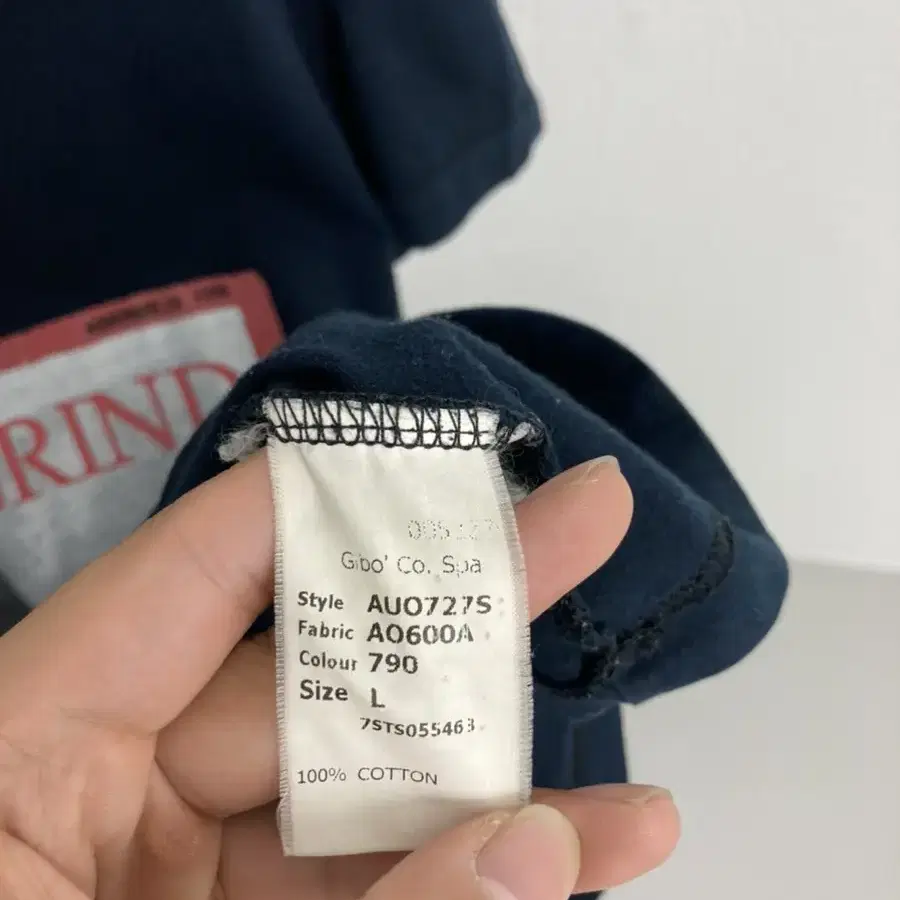 GRIND
Gibo' Co. Spa
Style AU0727S
Fabric A0600A
Colour 790
Size L
7STS055463
100% COTTON